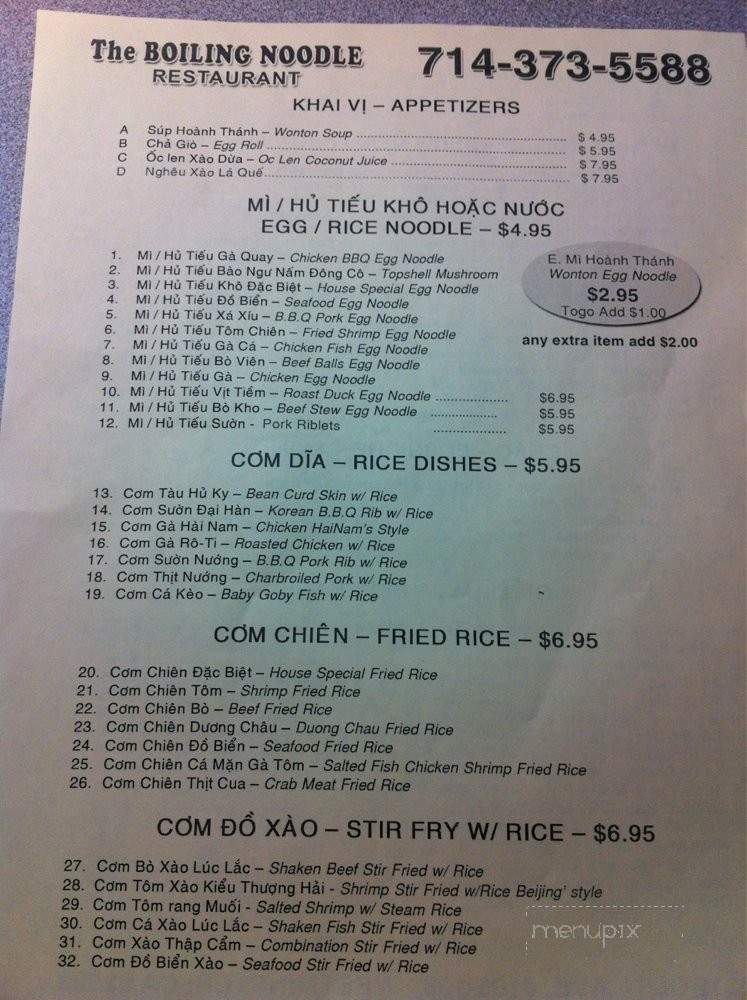 The BOILING NOODLE
RESTAURANT
714-373-5588
KHAI VỊ – APPETIZERS
A Súp Hoành Thánh – Wonton Soup ........ $ 4.95
B Chả Giò – Egg Roll ........ $ 5.95
C Ốc len Xào Dừa – Oc Len Coconut Juice ........ $ 7.95
D Nghêu Xào Lá Quế ........ $ 7.95
MÌ / HỦ TIẾU KHÔ HOẶC NƯỚC
EGG / RICE NOODLE – $4.95
1. Mì / Hủ Tiếu Gà Quay – Chicken BBQ Egg Noodle
2. Mì / Hủ Tiếu Bào Ngư Nấm Đông Cô – Topshell Mushroom
3. Mì / Hủ Tiếu Khô Đặc Biệt – House Special Egg Noodle
4. Mì / Hủ Tiếu Đồ Biển – Seafood Egg Noodle
5. Mì / Hủ Tiếu Xá Xíu – B.B.Q Pork Egg Noodle
6. Mì / Hủ Tiếu Tôm Chiên – Fried Shrimp Egg Noodle
7. Mì / Hủ Tiếu Gà Cá – Chicken Fish Egg Noodle
8. Mì / Hủ Tiếu Bò Viên – Beef Balls Egg Noodle
9. Mì / Hủ Tiếu Gà – Chicken Egg Noodle
10. Mì / Hủ Tiếu Vịt Tiềm – Roast Duck Egg Noodle ........ $6.95
11. Mì / Hủ Tiếu Bò Kho – Beef Stew Egg Noodle ........ $5.95
12. Mì / Hủ Tiếu Sườn - Pork Riblets ........ $5.95
E. Mì Hoành Thánh
Wonton Egg Noodle
$2.95
Togo Add $1.00
any extra item add $2.00
CƠM DĨA – RICE DISHES – $5.95
13. Cơm Tàu Hủ Ky – Bean Curd Skin w/ Rice
14. Cơm Sườn Đại Hàn – Korean B.B.Q Rib w/ Rice
15. Cơm Gà Hải Nam – Chicken HaiNam's Style
16. Cơm Gà Rô-Ti – Roasted Chicken w/ Rice
17. Cơm Sườn Nướng – B.B.Q Pork Rib w/ Rice
18. Cơm Thịt Nướng – Charbroiled Pork w/ Rice
19. Cơm Cá Kèo – Baby Goby Fish w/ Rice
CƠM CHIÊN – FRIED RICE – $6.95
20. Cơm Chiên Đặc Biệt – House Special Fried Rice
21. Cơm Chiên Tôm – Shrimp Fried Rice
22. Cơm Chiên Bò – Beef Fried Rice
23. Cơm Chiên Dương Châu – Duong Chau Fried Rice
24. Cơm Chiên Đồ Biển – Seafood Fried Rice
25. Cơm Chiên Cá Mặn Gà Tôm – Salted Fish Chicken Shrimp Fried Rice
26. Cơm Chiên Thịt Cua – Crab Meat Fried Rice
CƠM ĐỒ XÀO – STIR FRY W/ RICE – $6.95
27. Cơm Bò Xào Lúc Lắc – Shaken Beef Stir Fried w/ Rice
28. Cơm Tôm Xào Kiểu Thượng Hải - Shrimp Stir Fried w/Rice Beijing' style
29. Cơm Tôm rang Muối - Salted Shrimp w/ Steam Rice
30. Cơm Cá Xào Lúc Lắc – Shaken Fish Stir Fried w/ Rice
31. Cơm Xào Thập Cẩm – Combination Stir Fried w/ Rice
32. Cơm Đồ Biển Xào – Seafood Stir Fried w/ Rice
menupix